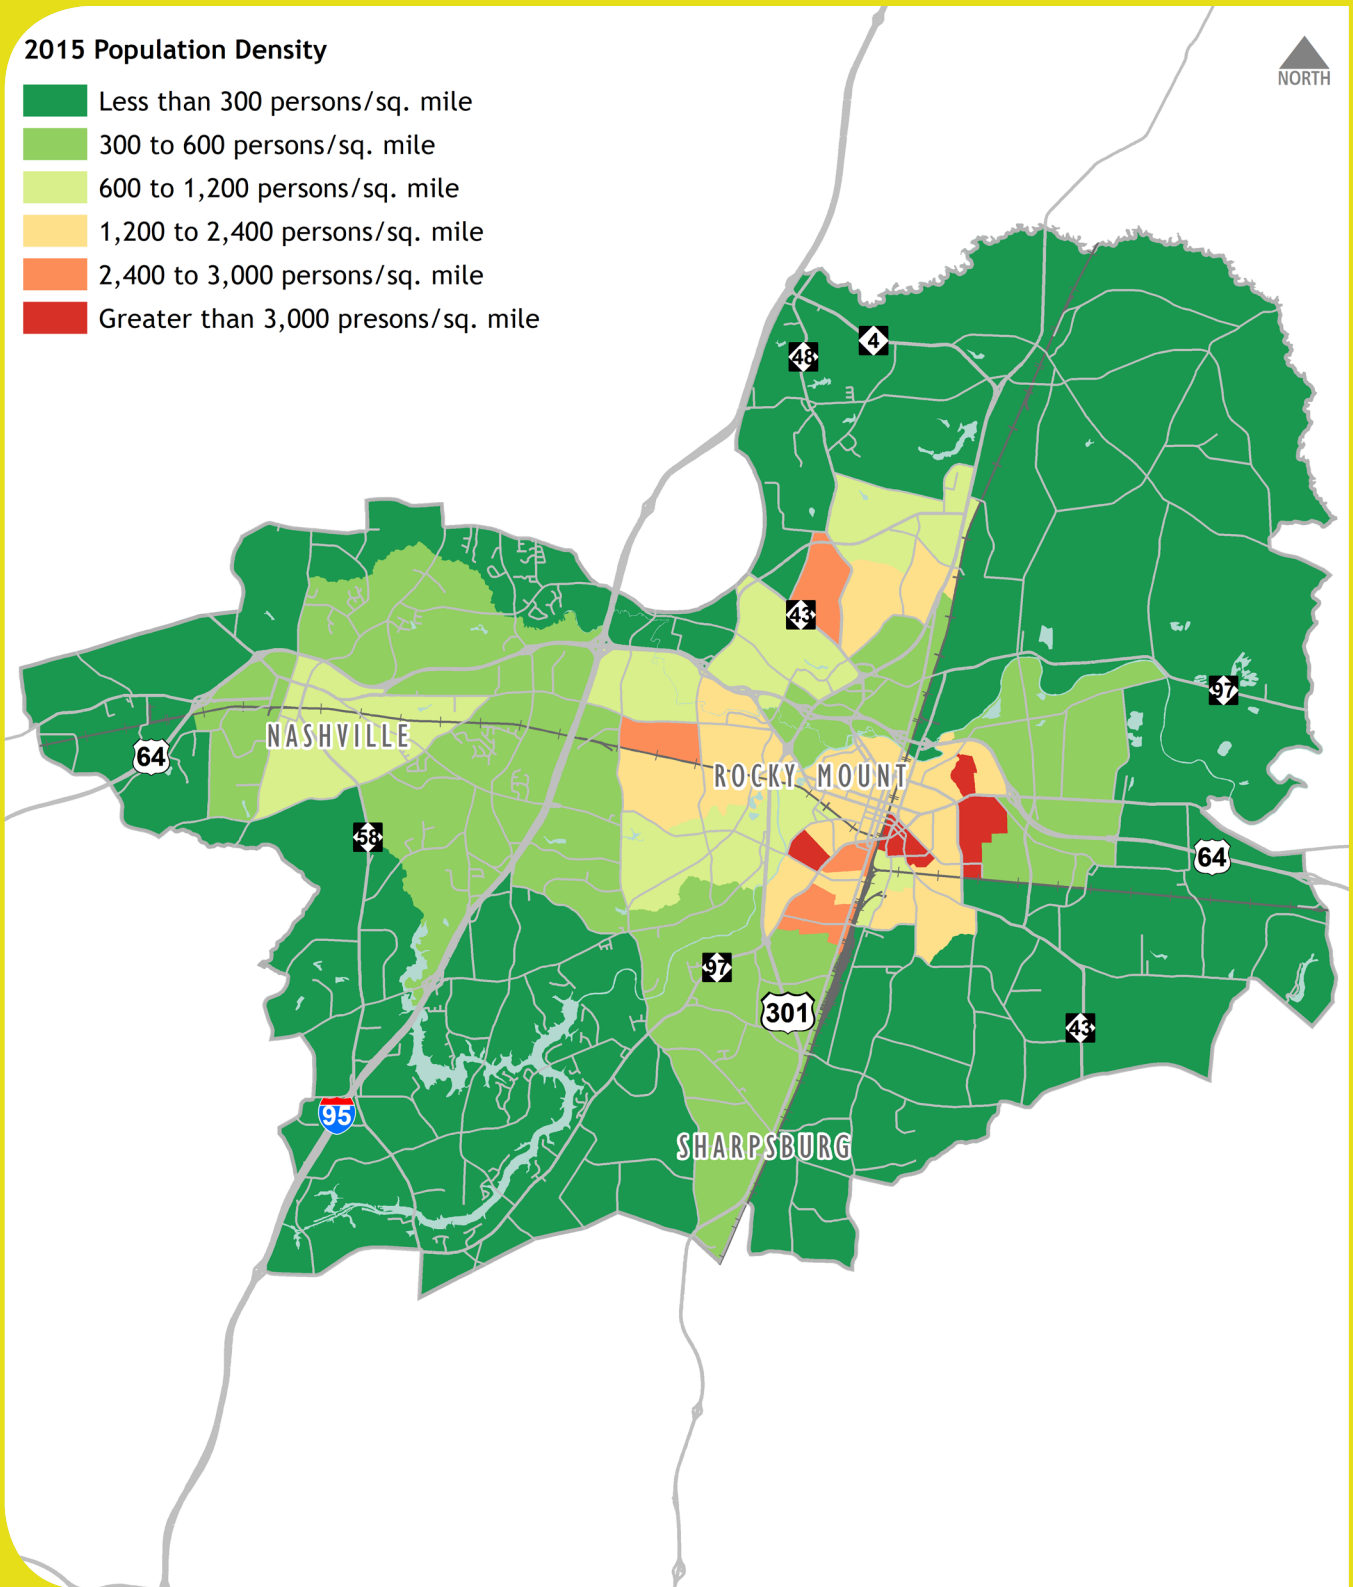 2015 Population Density
Less than 300 persons/sq. mile
300 to 600 persons/sq. mile
600 to 1,200 persons/sq. mile
1,200 to 2,400 persons/sq. mile
2,400 to 3,000 persons/sq. mile
Greater than 3,000 presons/sq. mile
NORTH
4
48
43
97
NASHVILLE
64
ROCKY MOUNT
58
64
97
301
43
95
SHARPSBURG